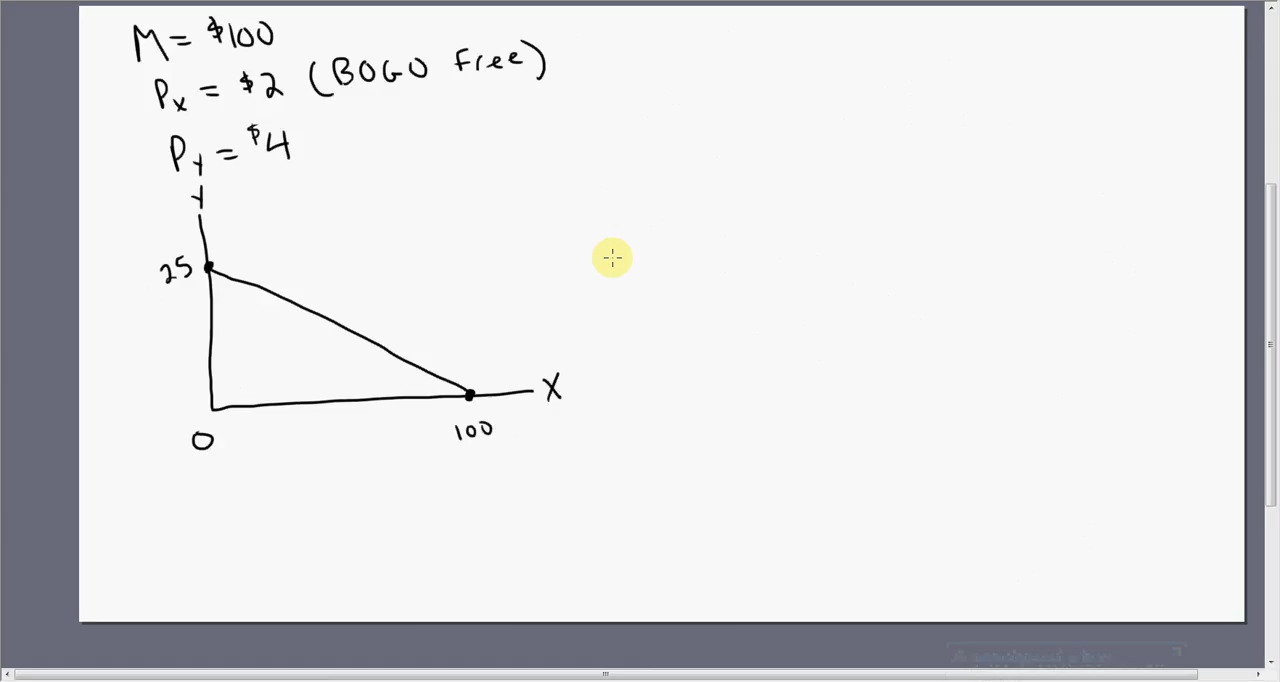 M = $100
Px = $2 (BOGO Free)
PY = $4
Y
25
X
0
100